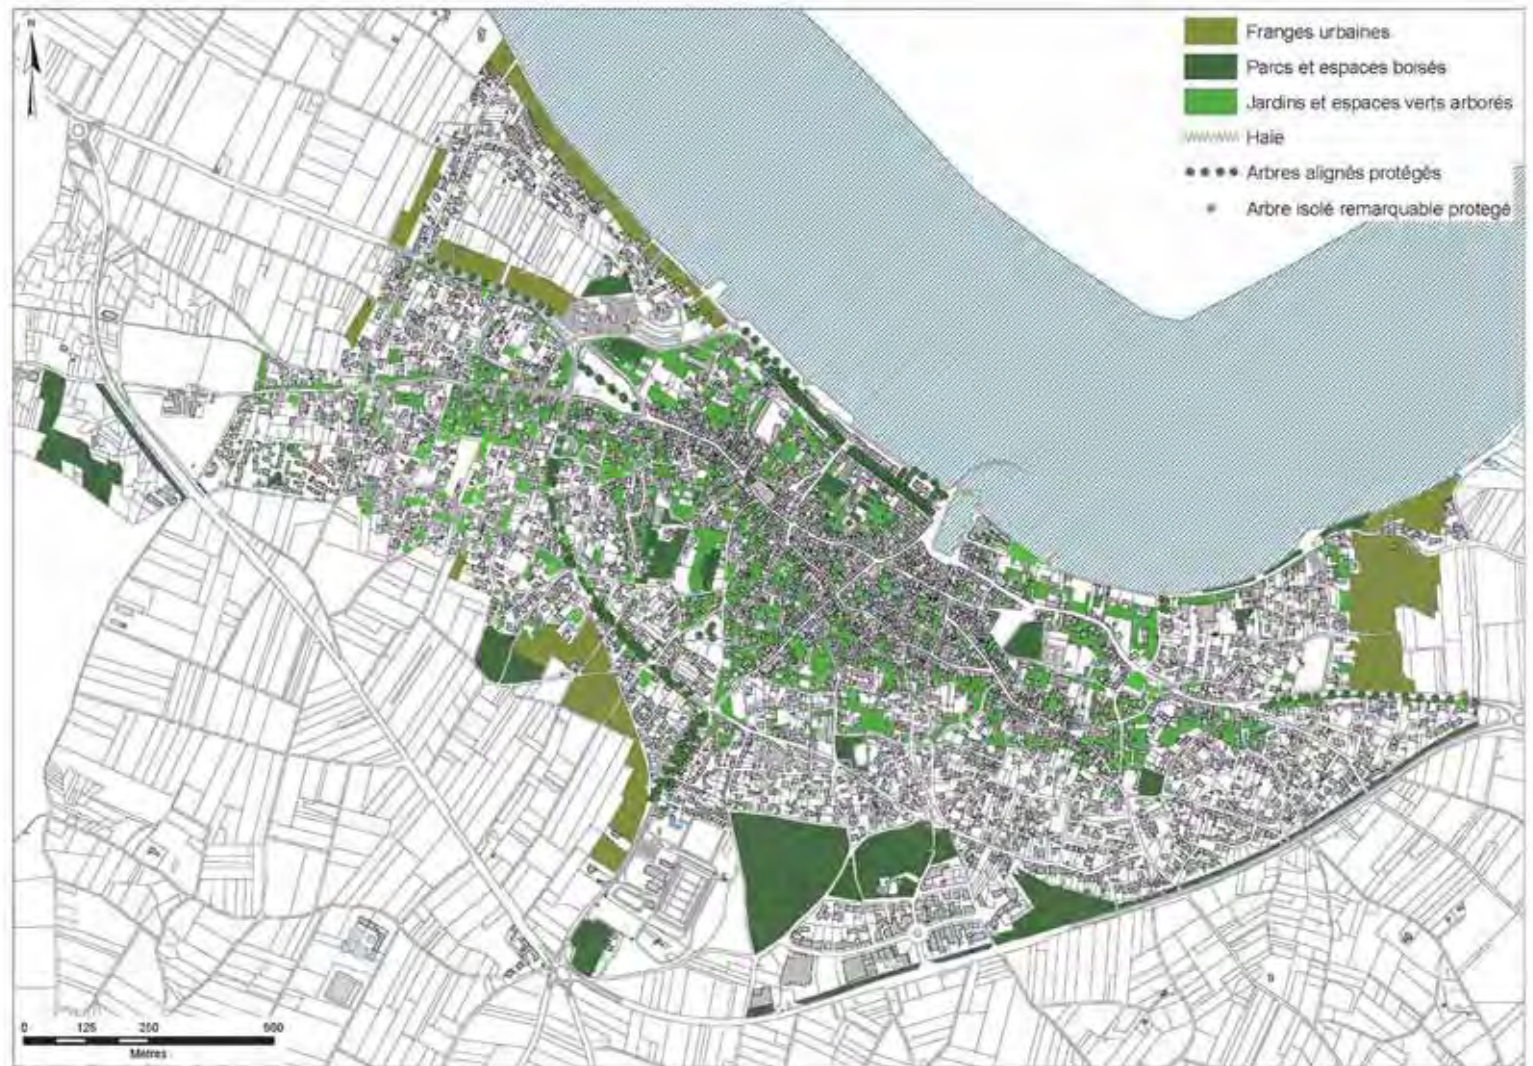 N
Franges urbaines
Parcs et espaces boisés
Jardins et espaces verts arborés
Haie
Arbres alignés protégés
Arbre isolé remarquable protegé
0 125 250 500
Metres